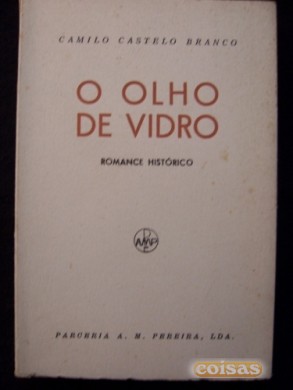 CAMILO CASTELO BRANCO
O OLHO
DE VIDRO
ROMANCE HISTÓRICO
PARCERIA A. M. PEREIRA, LDA.
coisas